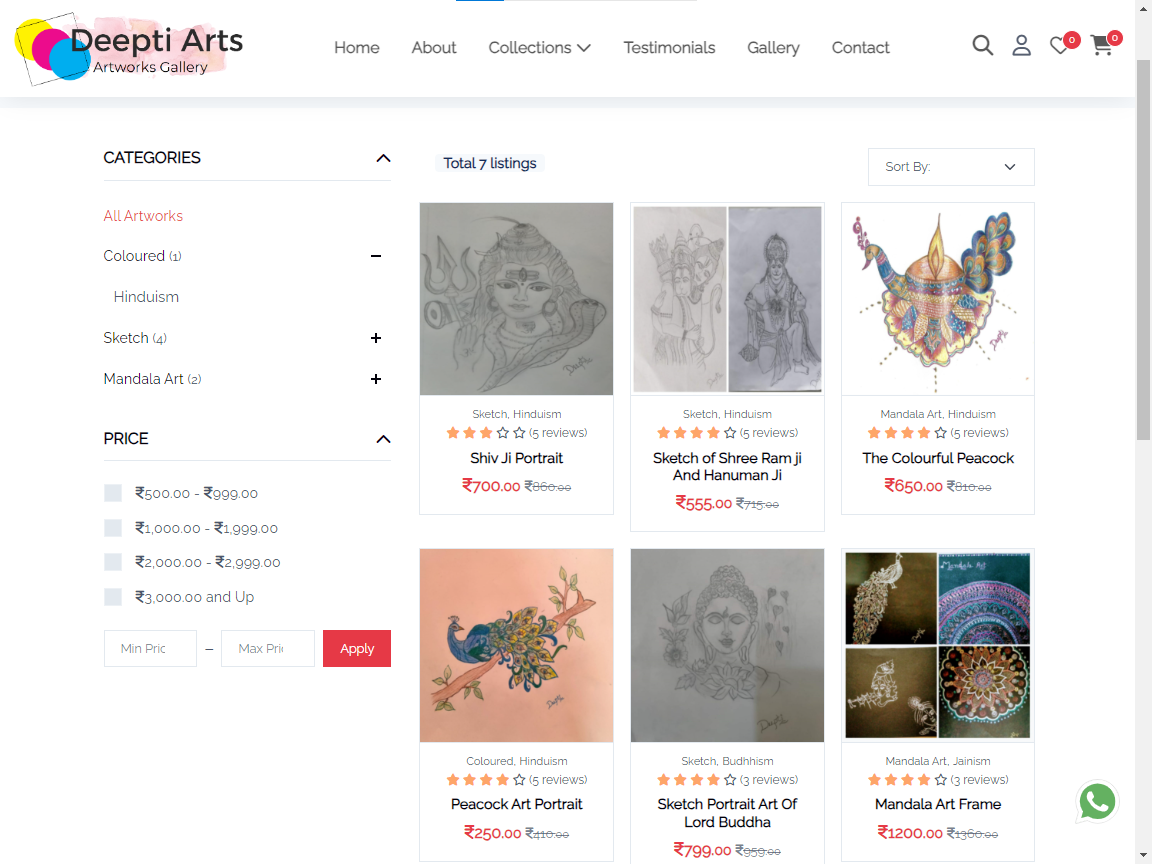 Deepti Arts
Artworks Gallery
Home
About
Collections
Testimonials
Gallery
Contact
0
0
CATEGORIES
All Artworks
Coloured (1)
Hinduism
Sketch (4)
Mandala Art (2)
PRICE
₹500.00 - ₹999.00
₹1,000.00 - ₹1,999.00
₹2,000.00 - ₹2,999.00
₹3,000.00 and Up
Min Pric
–
Max Pri
Apply
Total 7 listings
Sort By:
Sketch, Hinduism
(5 reviews)
Shiv Ji Portrait
₹700.00 ₹860.00
Sketch, Hinduism
(5 reviews)
Sketch of Shree Ram ji
And Hanuman Ji
₹555.00 ₹715.00
Mandala Art, Hinduism
(5 reviews)
The Colourful Peacock
₹650.00 ₹810.00
Coloured, Hinduism
(5 reviews)
Peacock Art Portrait
₹250.00 ₹410.00
Sketch, Budhhism
(3 reviews)
Sketch Portrait Art Of
Lord Buddha
₹799.00 ₹959.00
Mandala Art
Mandala Art, Jainism
(3 reviews)
Mandala Art Frame
₹1200.00 ₹1360.00